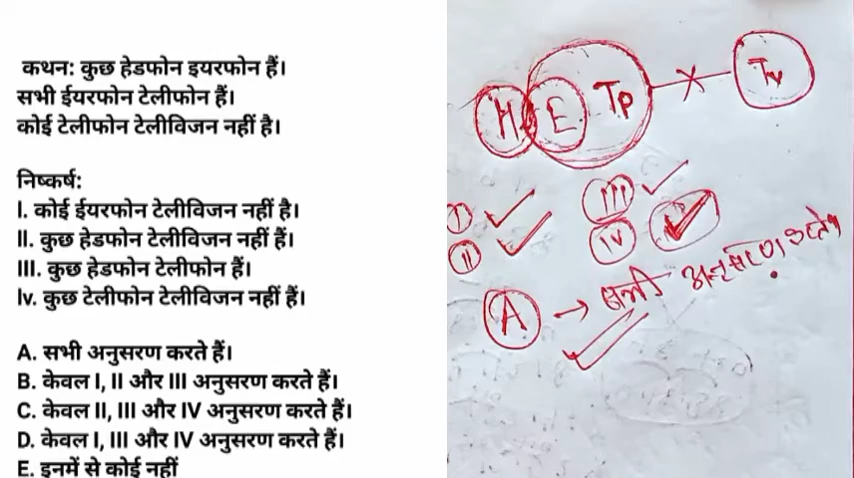 कथन: कुछ हेडफोन इयरफोन हैं।
सभी ईयरफोन टेलीफोन हैं।
कोई टेलीफोन टेलीविजन नहीं है।
निष्कर्ष:
I. कोई ईयरफोन टेलीविजन नहीं है।
II. कुछ हेडफोन टेलीविजन नहीं हैं।
III. कुछ हेडफोन टेलीफोन हैं।
Iv. कुछ टेलीफोन टेलीविजन नहीं हैं।
A. सभी अनुसरण करते हैं।
B. केवल I, II और III अनुसरण करते हैं।
C. केवल II, III और IV अनुसरण करते हैं।
D. केवल I, III और IV अनुसरण करते हैं।
E. इनमें से कोई नहीं
H E Tp Tv
I III
II IV
A → सभी अनुसरण करते है।